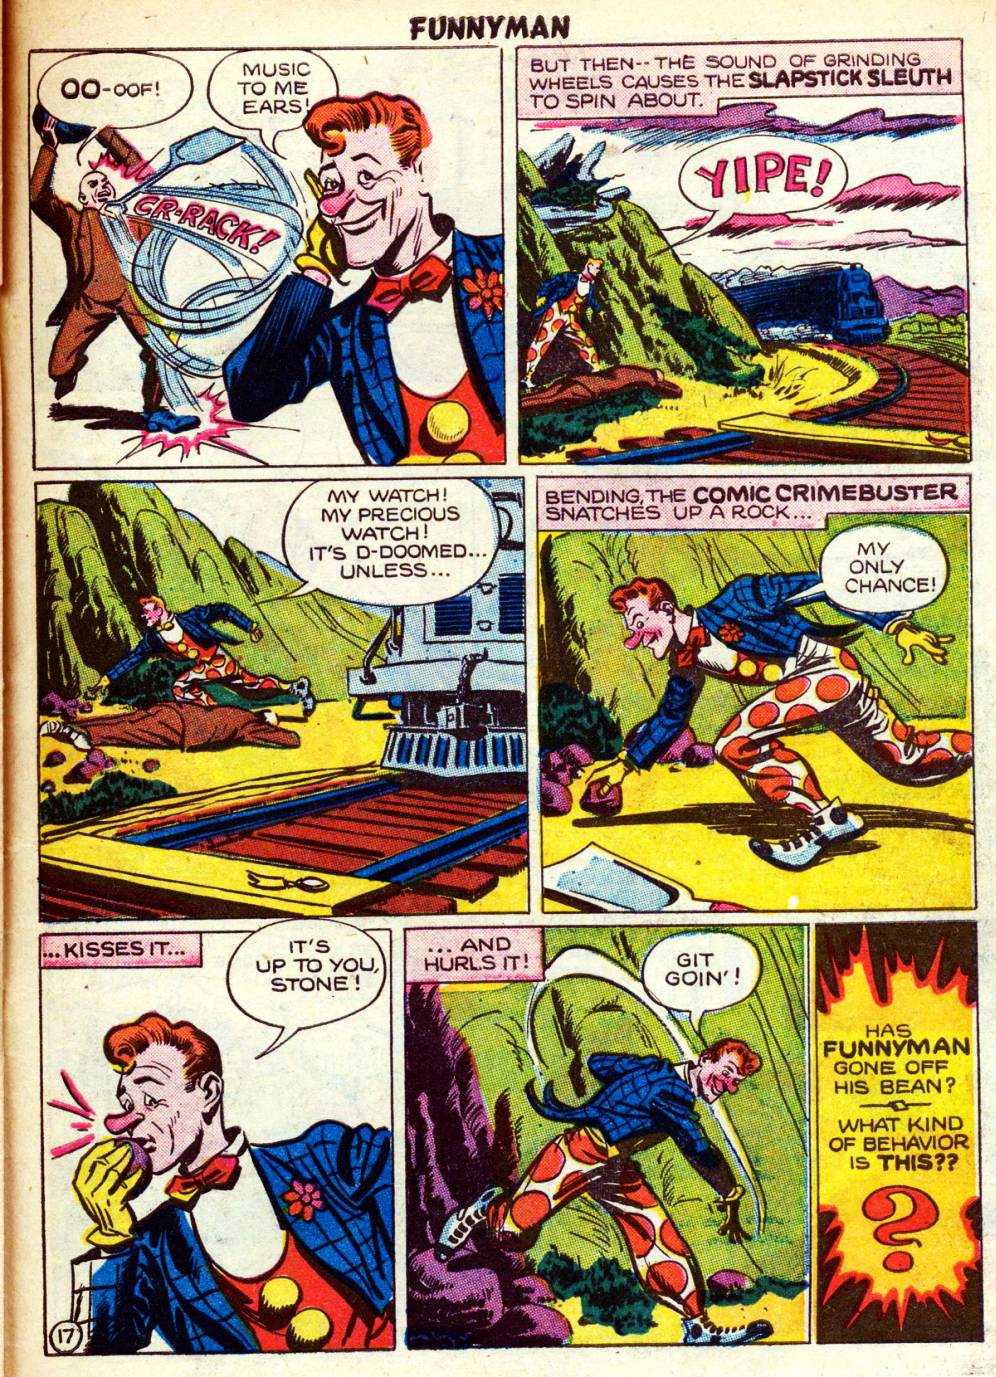 FUNNYMAN
OO-OOF!
MUSIC
TO ME
EARS!
CR-RACK!
BUT THEN-- THE SOUND OF GRINDING
WHEELS CAUSES THE SLAPSTICK SLEUTH
TO SPIN ABOUT.
YIPE!
MY WATCH!
MY PRECIOUS
WATCH!
IT'S D-DOOMED...
UNLESS...
2
BENDING, THE COMIC CRIMEBUSTER
SNATCHES UP A ROCK...
MY
ONLY
CHANCE!
...KISSES IT...
IT'S
UP TO YOU,
STONE!
17
...AND
HURLS IT!
GIT
GOIN'!
HAS
FUNNYMAN
GONE OFF
HIS BEAN?
WHAT KIND
OF BEHAVIOR
IS THIS??
?